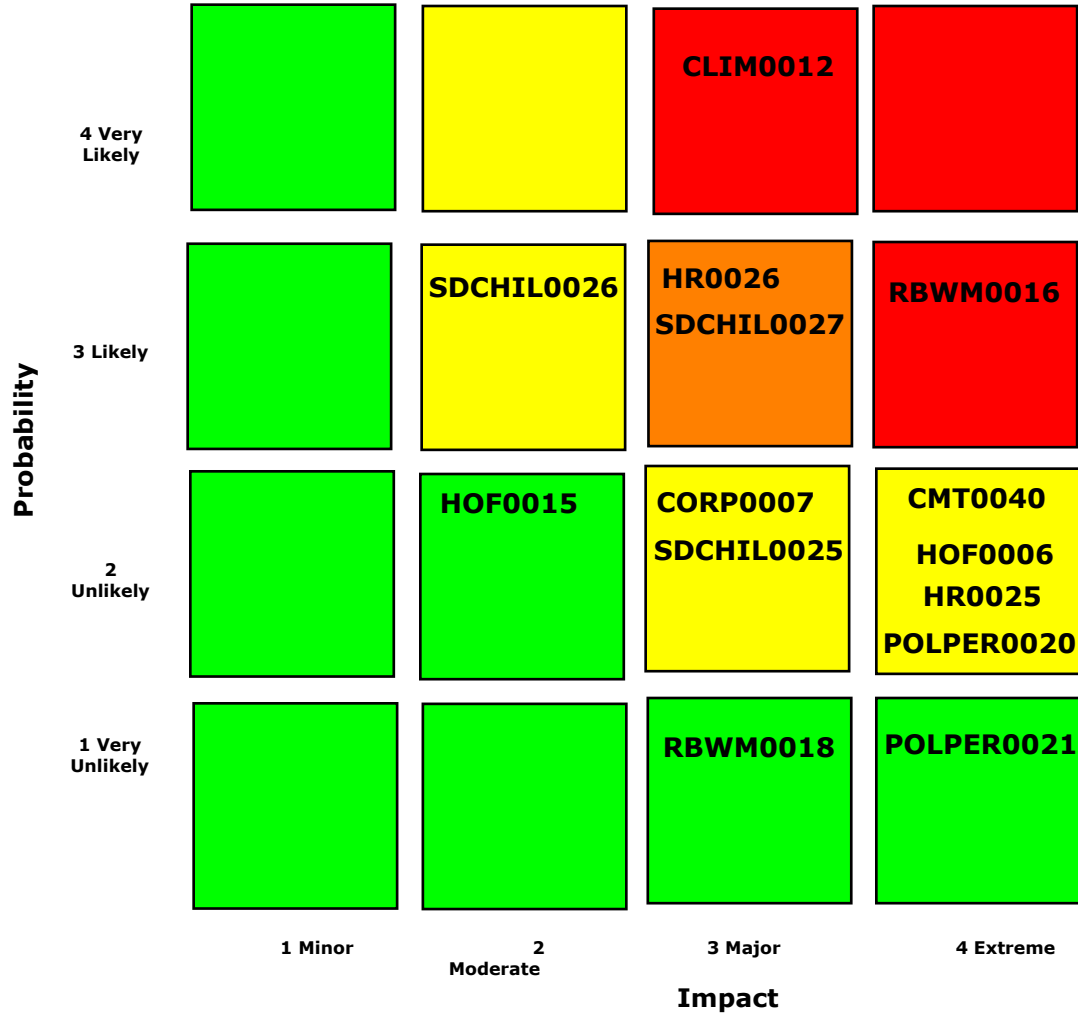 CLIM0012
4 Very
Likely
SDCHIL0026
HR0026
SDCHIL0027
RBWM0016
3 Likely
Probability
HOF0015
CORP0007
SDCHIL0025
CMT0040
HOF0006
HR0025
POLPER0020
2
Unlikely
1 Very
Unlikely
RBWM0018
POLPER0021
1 Minor
2
Moderate
3 Major
4 Extreme
Impact